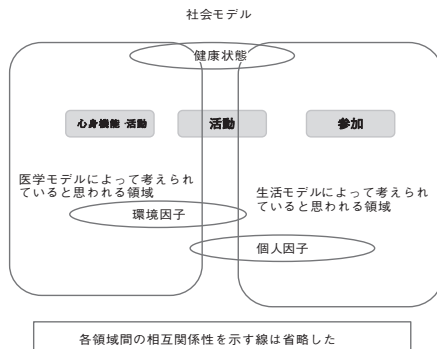 社会モデル
健康状態
心身機能・活動
活動
参加
医学モデルによって考えられ
ていると思われる領域
生活モデルによって考えられ
ていると思われる領域
環境因子
個人因子
各領域間の相互関係性を示す線は省略した